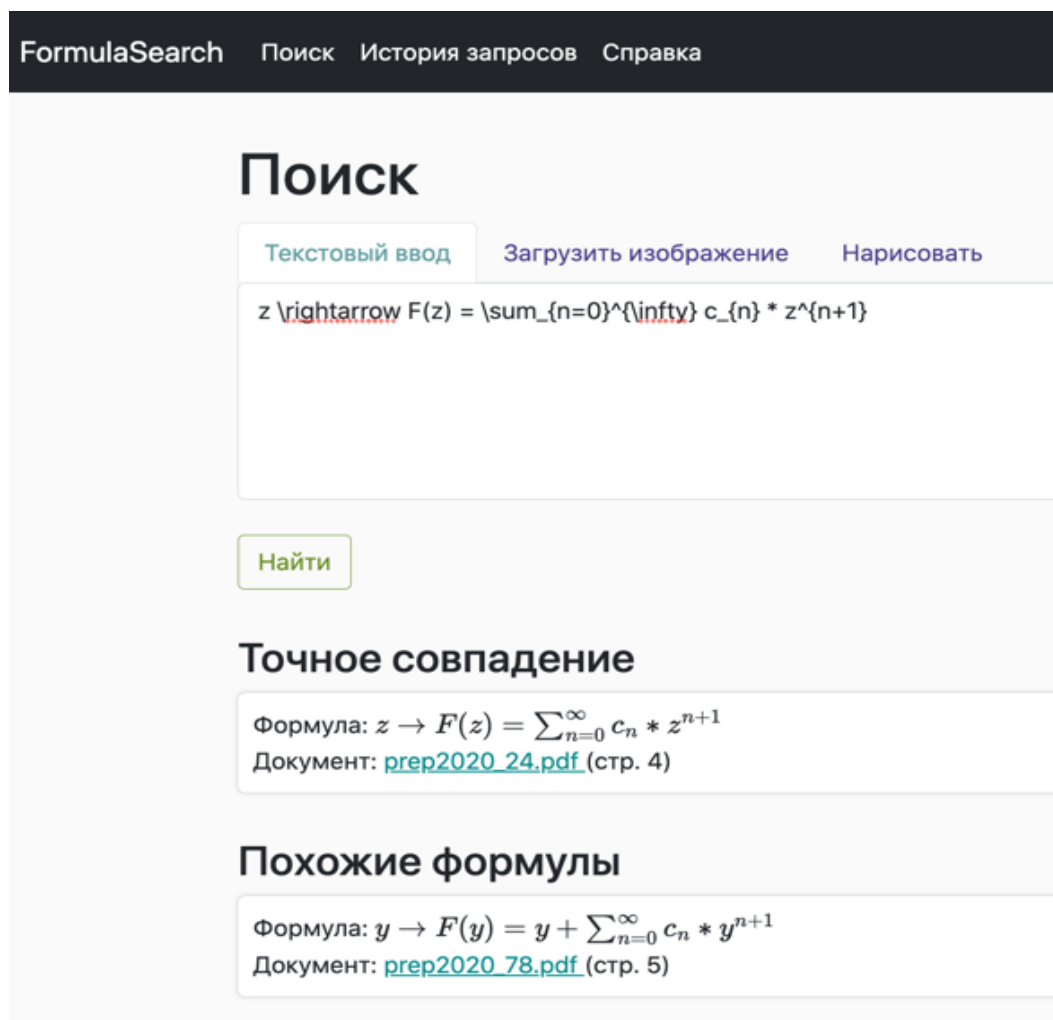 FormulaSearch Поиск История запросов Справка
Поиск
Текстовый ввод Загрузить изображение Нарисовать
z \rightarrow F(z) = \sum_{n=0}^{\infty} c_{n} * z^{n+1}
Найти
Точное совпадение
Формула: z → F(z) = ∑_{n=0}^{∞} c_n * z^{n+1}
Документ: prep2020_24.pdf (стр. 4)
Похожие формулы
Формула: y → F(y) = y + ∑_{n=0}^{∞} c_n * y^{n+1}
Документ: prep2020_78.pdf (стр. 5)